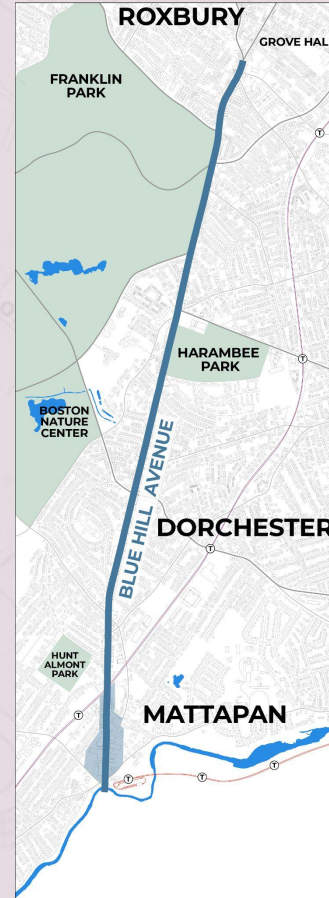 ROXBURY
GROVE HAL
FRANKLIN
PARK
T
HARAMBEE
PARK
T
BOSTON
NATURE
CENTER
BLUE HILL AVENUE
DORCHESTER
T
HUNT
ALMONT
PARK
MATTAPAN
T
T
T
T